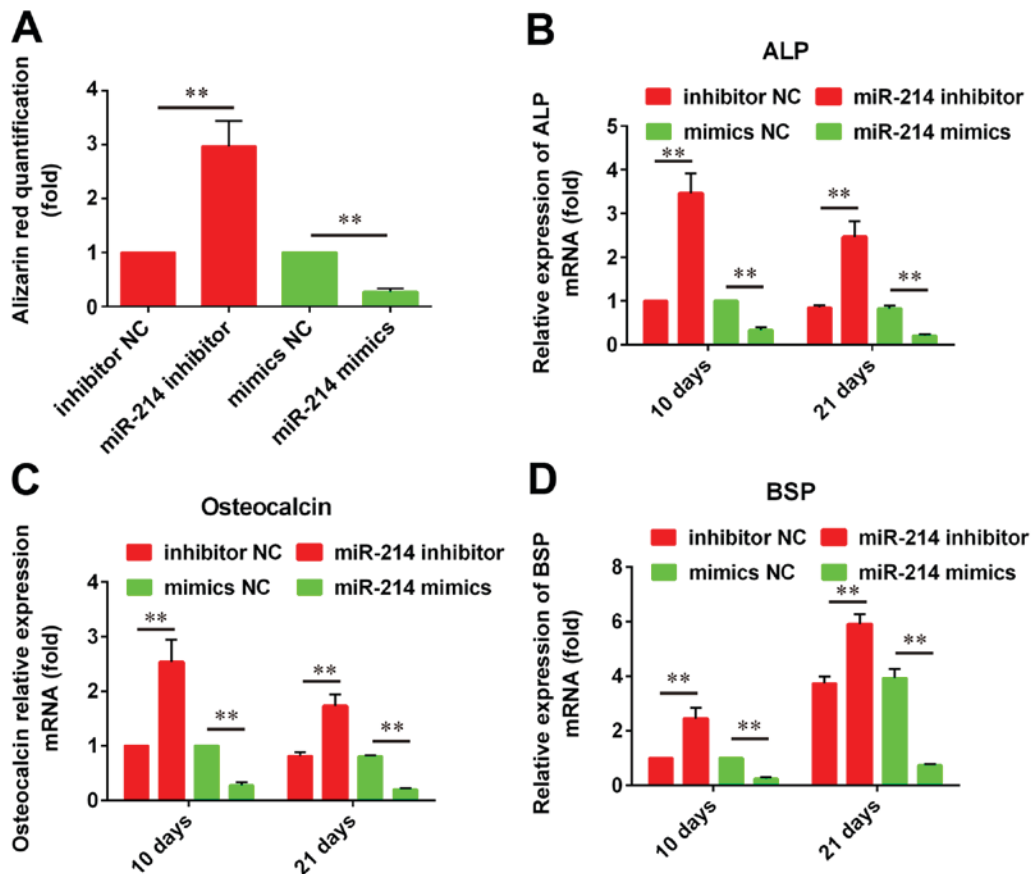 A
Alizarin red quantification
(fold)
4
3
2
1
0
**
**
inhibitor NC
miR-214 inhibitor
mimics NC
miR-214 mimics
B
ALP
inhibitor NC
miR-214 inhibitor
mimics NC
miR-214 mimics
Relative expression of ALP
mRNA (fold)
5
4
3
2
1
0
**
**
**
**
10 days
21 days
C
Osteocalcin
inhibitor NC
miR-214 inhibitor
mimics NC
miR-214 mimics
Osteocalcin relative expression
mRNA (fold)
4
3
2
1
0
**
**
**
**
10 days
21 days
D
BSP
inhibitor NC
miR-214 inhibitor
mimics NC
miR-214 mimics
Relative expression of BSP
mRNA (fold)
8
6
4
2
0
**
**
**
**
10 days
21 days